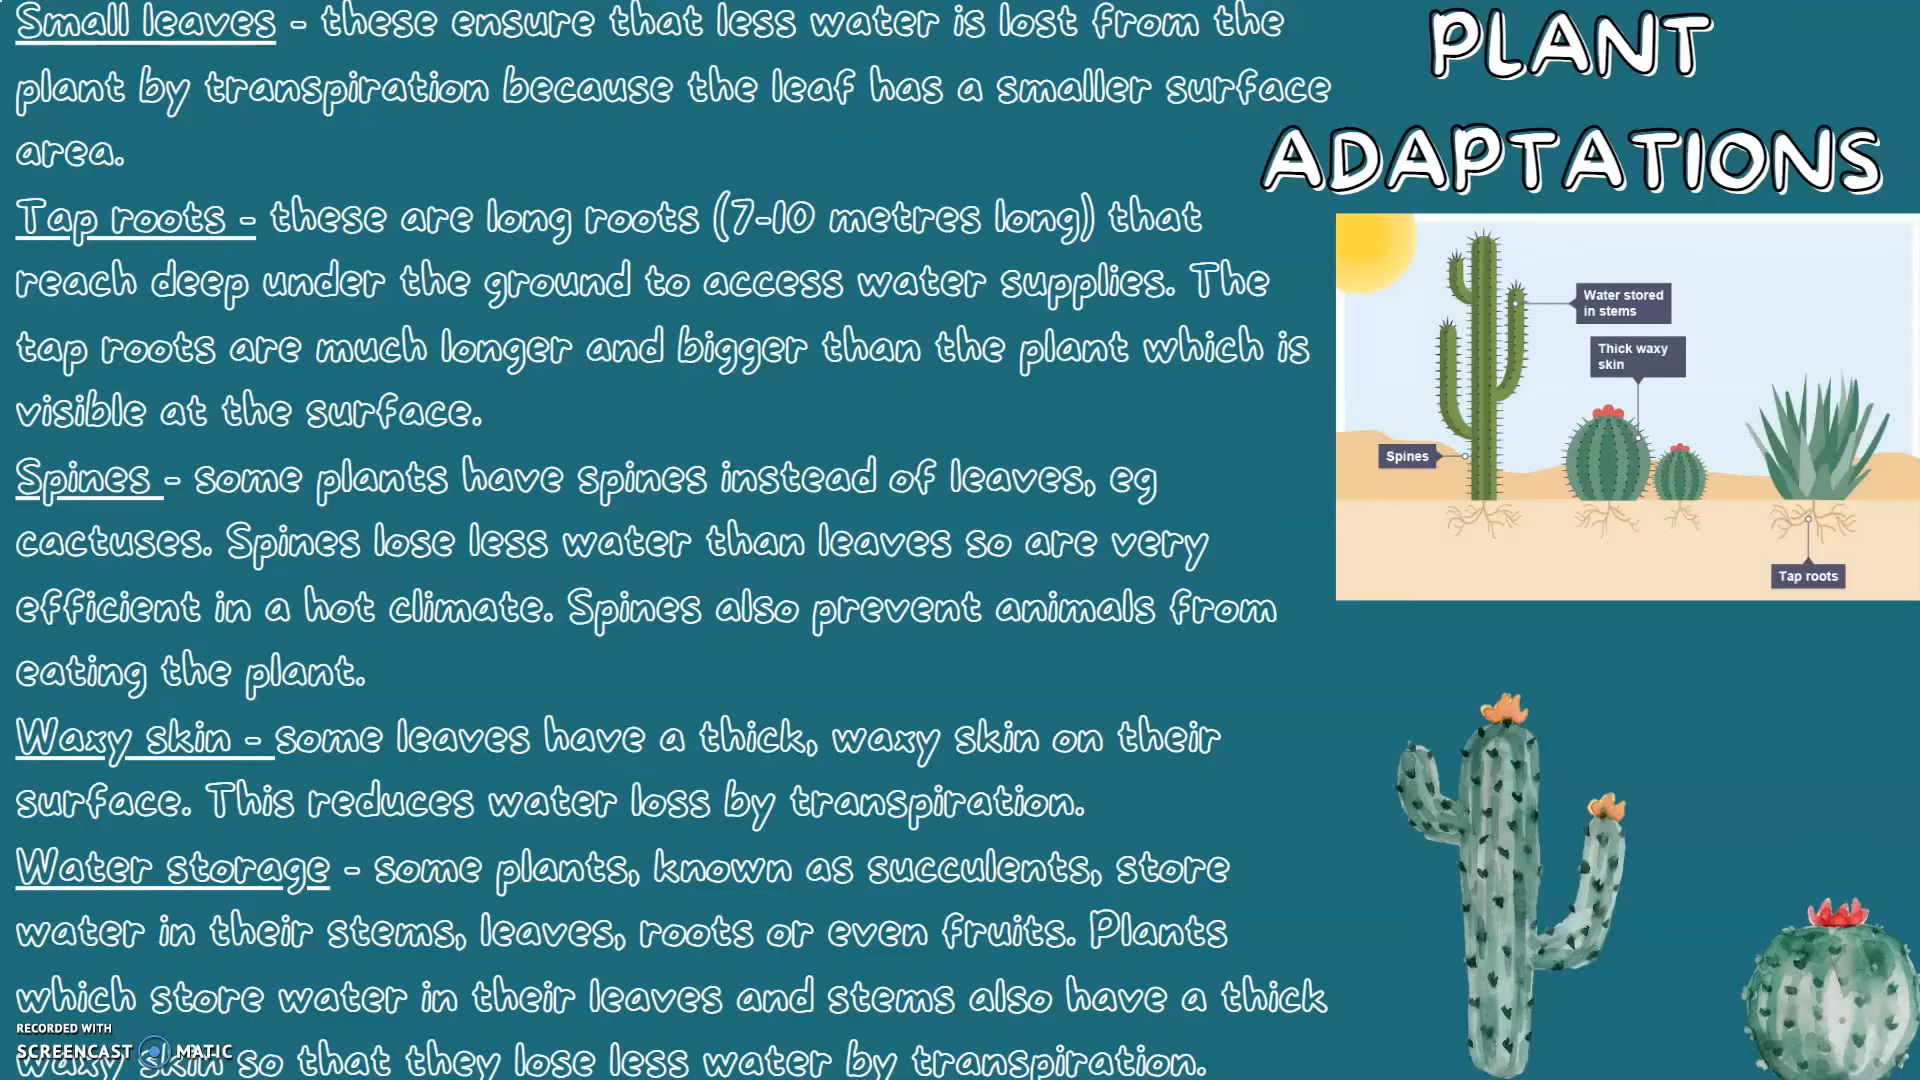 Small leaves - these ensure that less water is lost from the
plant by transpiration because the leaf has a smaller surface
area.
Tap roots - these are long roots (7-10 metres long) that
reach deep under the ground to access water supplies. The
tap roots are much longer and bigger than the plant which is
visible at the surface.
Spines - some plants have spines instead of leaves, eg
cactuses. Spines lose less water than leaves so are very
efficient in a hot climate. Spines also prevent animals from
eating the plant.
Waxy skin - some leaves have a thick, waxy skin on their
surface. This reduces water loss by transpiration.
Water storage - some plants, known as succulents, store
water in their stems, leaves, roots or even fruits. Plants
which store water in their leaves and stems also have a thick
waxy skin so that they lose less water by transpiration.
RECORDED WITH
SCREENCAST MATIC
PLANT
ADAPTATIONS
Water stored
in stems
Thick waxy
skin
Spines
Tap roots